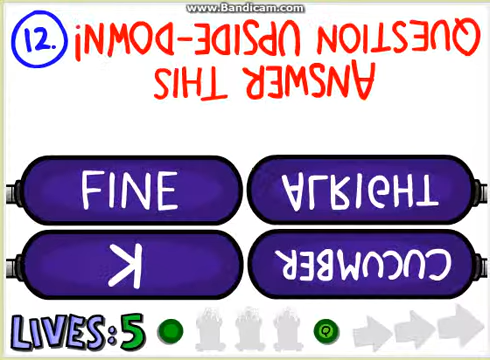 www.Bandicam.com
12.
ANSWER THIS
QUESTION UPSIDE-DOWN!
FINE
ALRIGHT
K
CUCUMBER
LIVES: 5